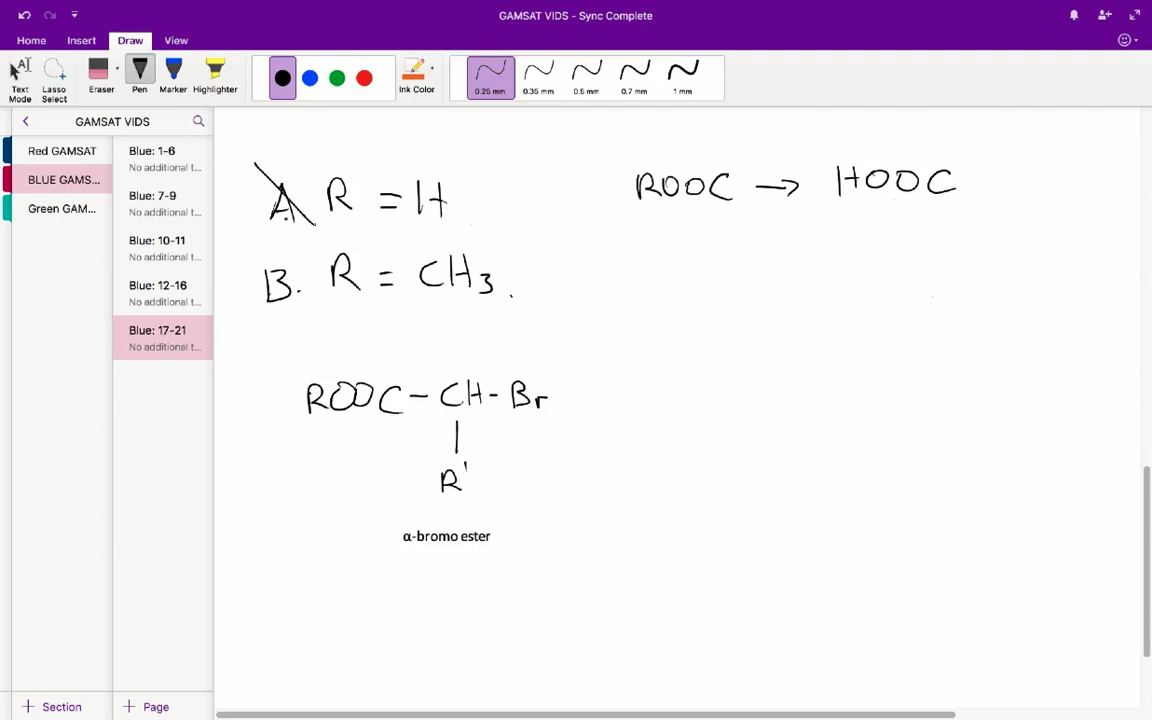 GAMSAT VIDS - Sync Complete
Home Insert Draw View
Text Mode
Lasso Select
Eraser
Pen
Marker
Highlighter
Ink Color
0.25 mm
0.35 mm
0.5 mm
0.7 mm
1 mm
GAMSAT VIDS
Red GAMSAT
BLUE GAMS...
Green GAM...
Blue: 1-6
No additional t...
Blue: 7-9
No additional t...
Blue: 10-11
No additional t...
Blue: 12-16
No additional t...
Blue: 17-21
No additional t...
A R = H
ROOC → HOOC
B. R = CH3.
ROOC - CH - Br
|
R'
α-bromo ester
+ Section
+ Page